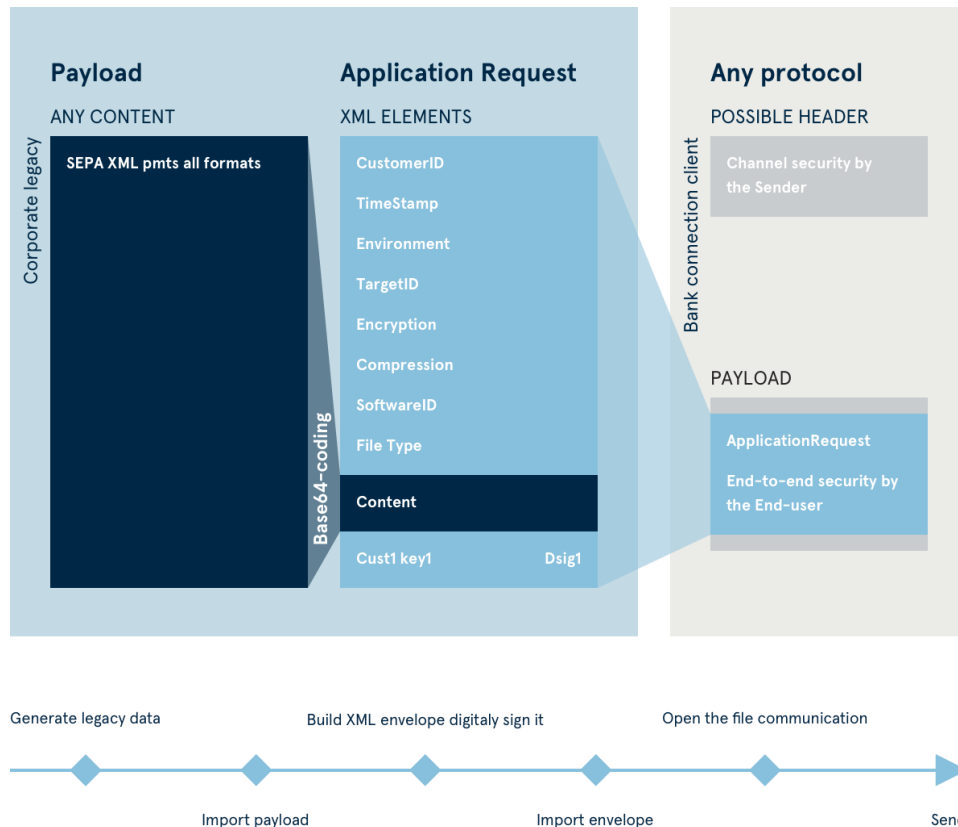 Payload
ANY CONTENT
Corporate legacy
SEPA XML pmts all formats
Base64-coding
Application Request
XML ELEMENTS
CustomerID
TimeStamp
Environment
TargetID
Encryption
Compression
SoftwareID
File Type
Content
Cust1 key1 Dsig1
Any protocol
POSSIBLE HEADER
Bank connection client
Channel security by
the Sender
PAYLOAD
ApplicationRequest
End-to-end security by
the End-user
Generate legacy data
Import payload
Build XML envelope digitaly sign it
Import envelope
Open the file communication